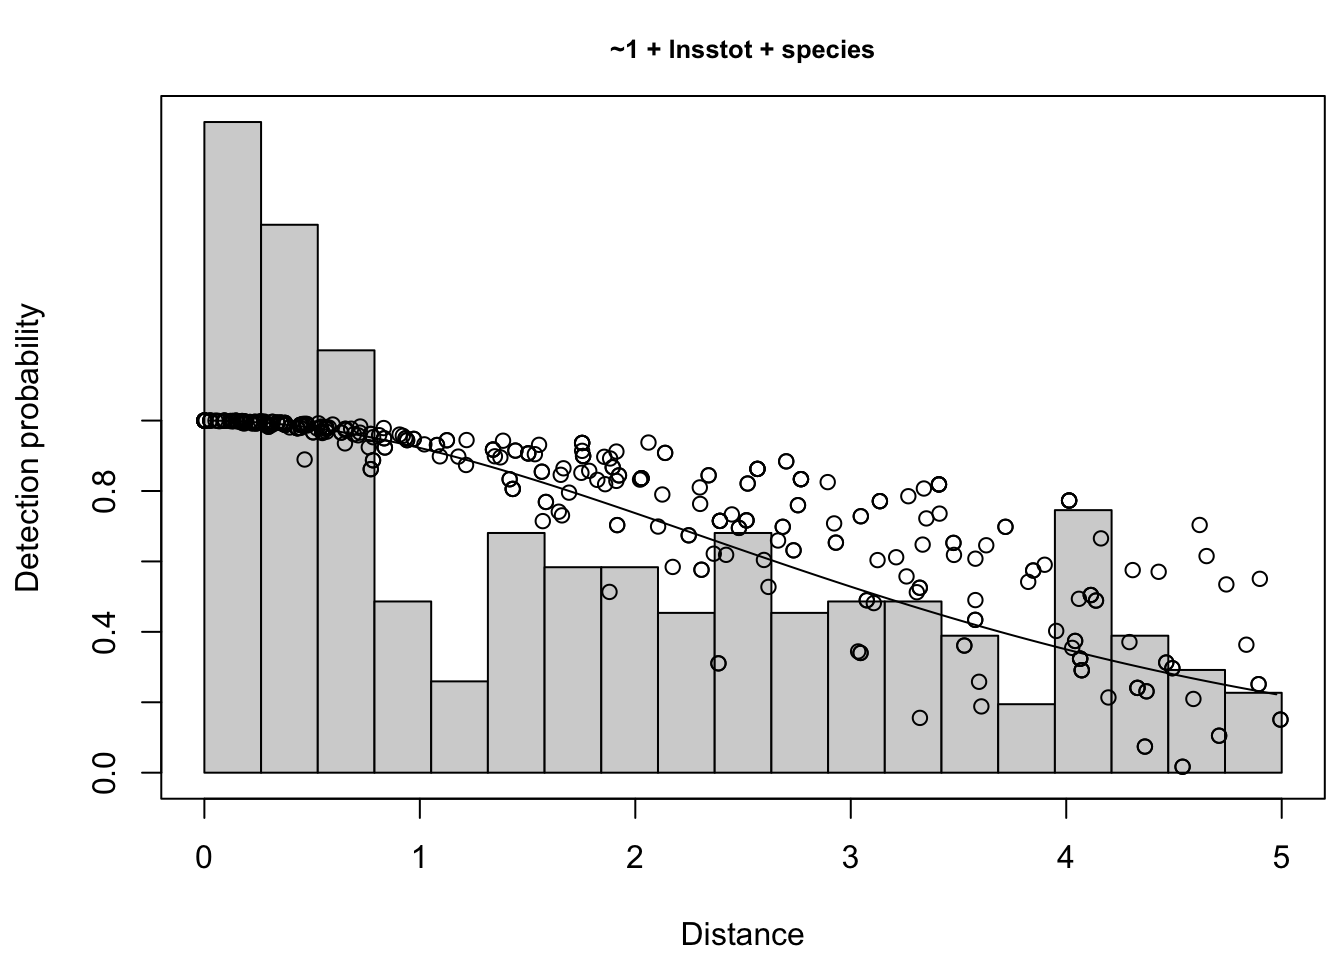 ~1 + lnsstot + species
Detection probability
0.8
0.4
0.0
0 1 2 3 4 5
Distance